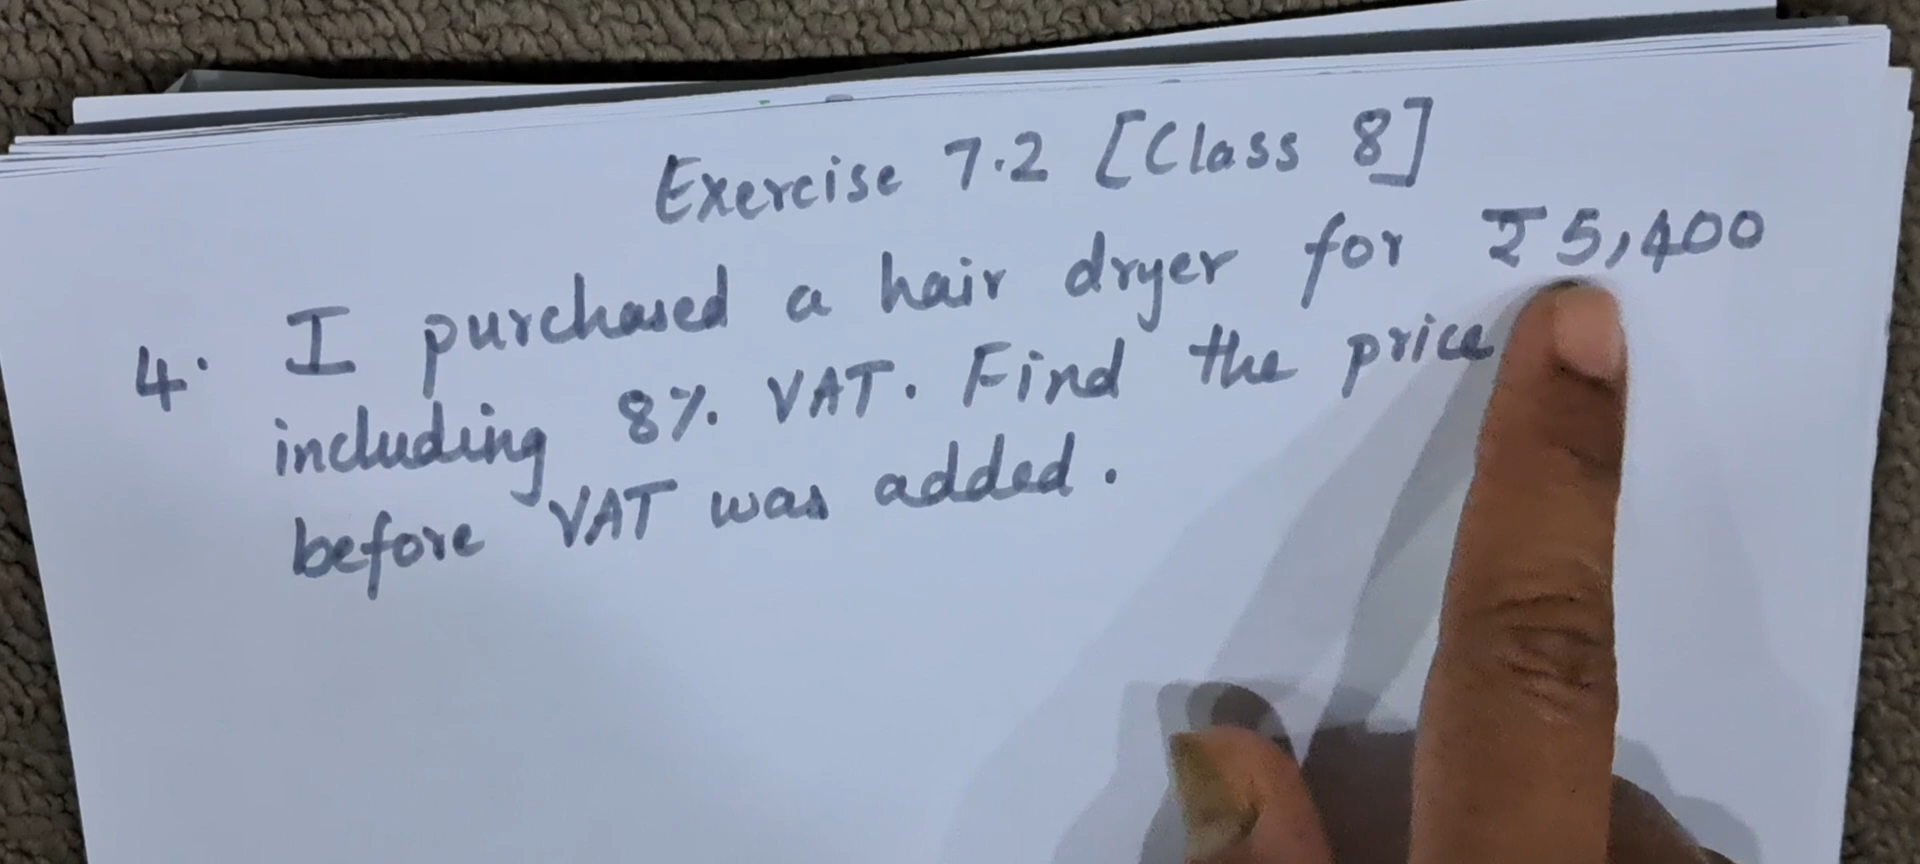 Exercise 7.2 [Class 8]
4. I purchased a hair dryer for ₹5,400
including 8%. VAT. Find the price
before VAT was added.